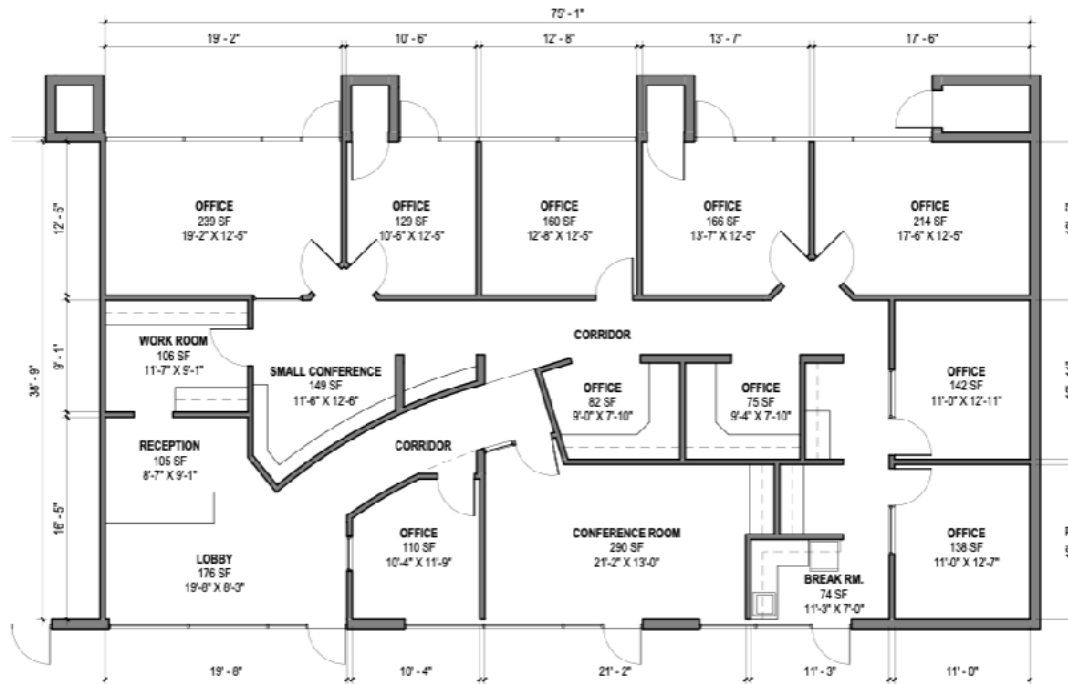 75' - 1"
19' - 2"
10' - 6"
12' - 8"
13' - 7"
17' - 6"
38' - 9"
12' - 5"
9' - 1"
16' - 5"
OFFICE
239 SF
19'-2" X 12'-5"
OFFICE
129 SF
10'-6" X 12'-5"
OFFICE
160 SF
12'-8" X 12'-5"
OFFICE
166 SF
13'-7" X 12'-5"
OFFICE
214 SF
17'-6" X 12'-5"
WORK ROOM
106 SF
11'-7" X 9'-1"
SMALL CONFERENCE
149 SF
11'-6" X 12'-6"
CORRIDOR
OFFICE
82 SF
9'-0" X 7'-10"
OFFICE
75 SF
9'-4" X 7'-10"
OFFICE
142 SF
11'-0" X 12'-11"
RECEPTION
105 SF
8'-7" X 9'-1"
CORRIDOR
LOBBY
176 SF
19'-8" X 8'-3"
OFFICE
110 SF
10'-4" X 11'-9"
CONFERENCE ROOM
290 SF
21'-2" X 13'-0"
BREAK RM.
74 SF
11'-3" X 7'-0"
OFFICE
138 SF
11'-0" X 12'-7"
19' - 8"
10' - 4"
21' - 2"
11' - 3"
11' - 0"